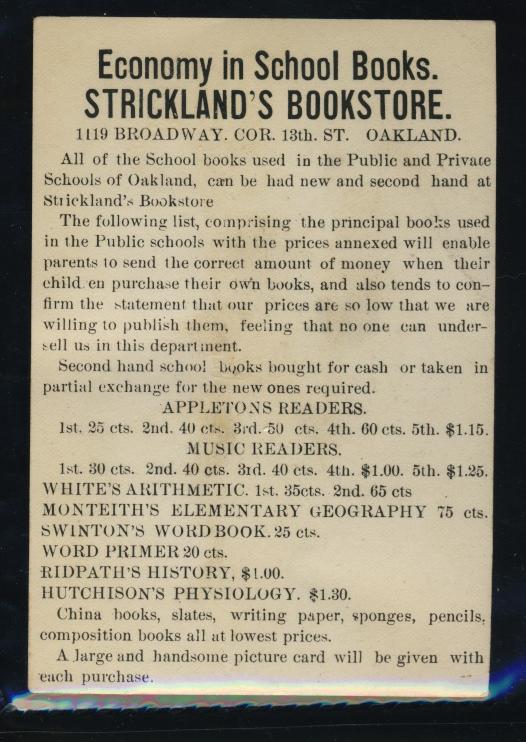 Economy in School Books.
STRICKLAND'S BOOKSTORE.
1119 BROADWAY. COR. 13th. ST. OAKLAND.
All of the School books used in the Public and Private
Schools of Oakland, can be had new and second hand at
Strickland's Bookstore
The following list, comprising the principal books used
in the Public schools with the prices annexed will enable
parents to send the correct amount of money when their
child en purchase their own books, and also tends to con-
firm the statement that our prices are so low that we are
willing to publish them, feeling that no one can under-
sell us in this department.
Second hand school books bought for cash or taken in
partial exchange for the new ones required.
APPLETONS READERS.
1st. 25 cts. 2nd. 40 cts. 3rd. 50 cts. 4th. 60 cts. 5th. $1.15.
MUSIC READERS.
1st. 30 cts. 2nd. 40 cts. 3rd. 40 cts. 4th. $1.00. 5th. $1.25.
WHITE'S ARITHMETIC. 1st. 35cts. 2nd. 65 cts
MONTEITH'S ELEMENTARY GEOGRAPHY 75 cts.
SWINTON'S WORD BOOK. 25 cts.
WORD PRIMER 20 cts.
RIDPATH'S HISTORY, $1.00.
HUTCHISON'S PHYSIOLOGY. $1.30.
China books, slates, writing paper, sponges, pencils,
composition books all at lowest prices.
A large and handsome picture card will be given with
each purchase.